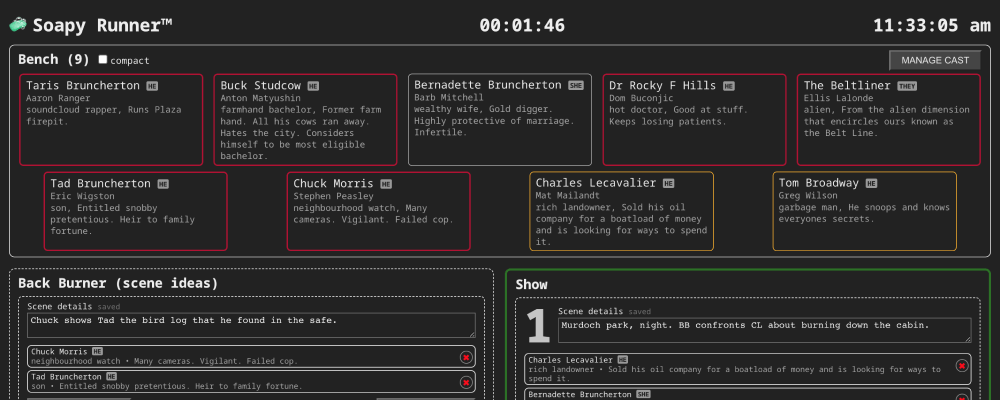 Soapy Runner™
00:01:46
11:33:05 am
Bench (9)
compact
MANAGE CAST
Taris Bruncherton HE
Aaron Ranger
soundcloud rapper, Runs Plaza
firepit.
Buck Studcow HE
Anton Matyushin
farmhand bachelor, Former farm
hand. All his cows ran away.
Hates the city. Considers
himself to be most eligible
bachelor.
Bernadette Bruncherton SHE
Barb Mitchell
wealthy wife, Gold digger.
Highly protective of marriage.
Infertile.
Dr Rocky F Hills HE
Dom Buconjic
hot doctor, Good at stuff.
Keeps losing patients.
The Beltliner THEY
Ellis Lalonde
alien, From the alien dimension
that encircles ours known as
the Belt Line.
Tad Bruncherton HE
Eric Wigston
son, Entitled snobby
pretentious. Heir to family
fortune.
Chuck Morris HE
Stephen Peasley
neighbourhood watch, Many
cameras. Vigilant. Failed cop.
Charles Lecavalier HE
Mat Mailandt
rich landowner, Sold his oil
company for a boatload of money
and is looking for ways to spend
it.
Tom Broadway HE
Greg Wilson
garbage man, He snoops and knows
everyones secrets.
Back Burner (scene ideas)
Scene details saved
Chuck shows Tad the bird log that he found in the safe.
Chuck Morris HE
neighbourhood watch • Many cameras. Vigilant. Failed cop.
Tad Bruncherton HE
son • Entitled snobby pretentious. Heir to family fortune.
Show
1
Scene details saved
Murdoch park, night. BB confronts CL about burning down the cabin.
Charles Lecavalier HE
rich landowner • Sold his oil company for a boatload of money and is looking for ways to
spend it.
Bernadette Bruncherton SHE